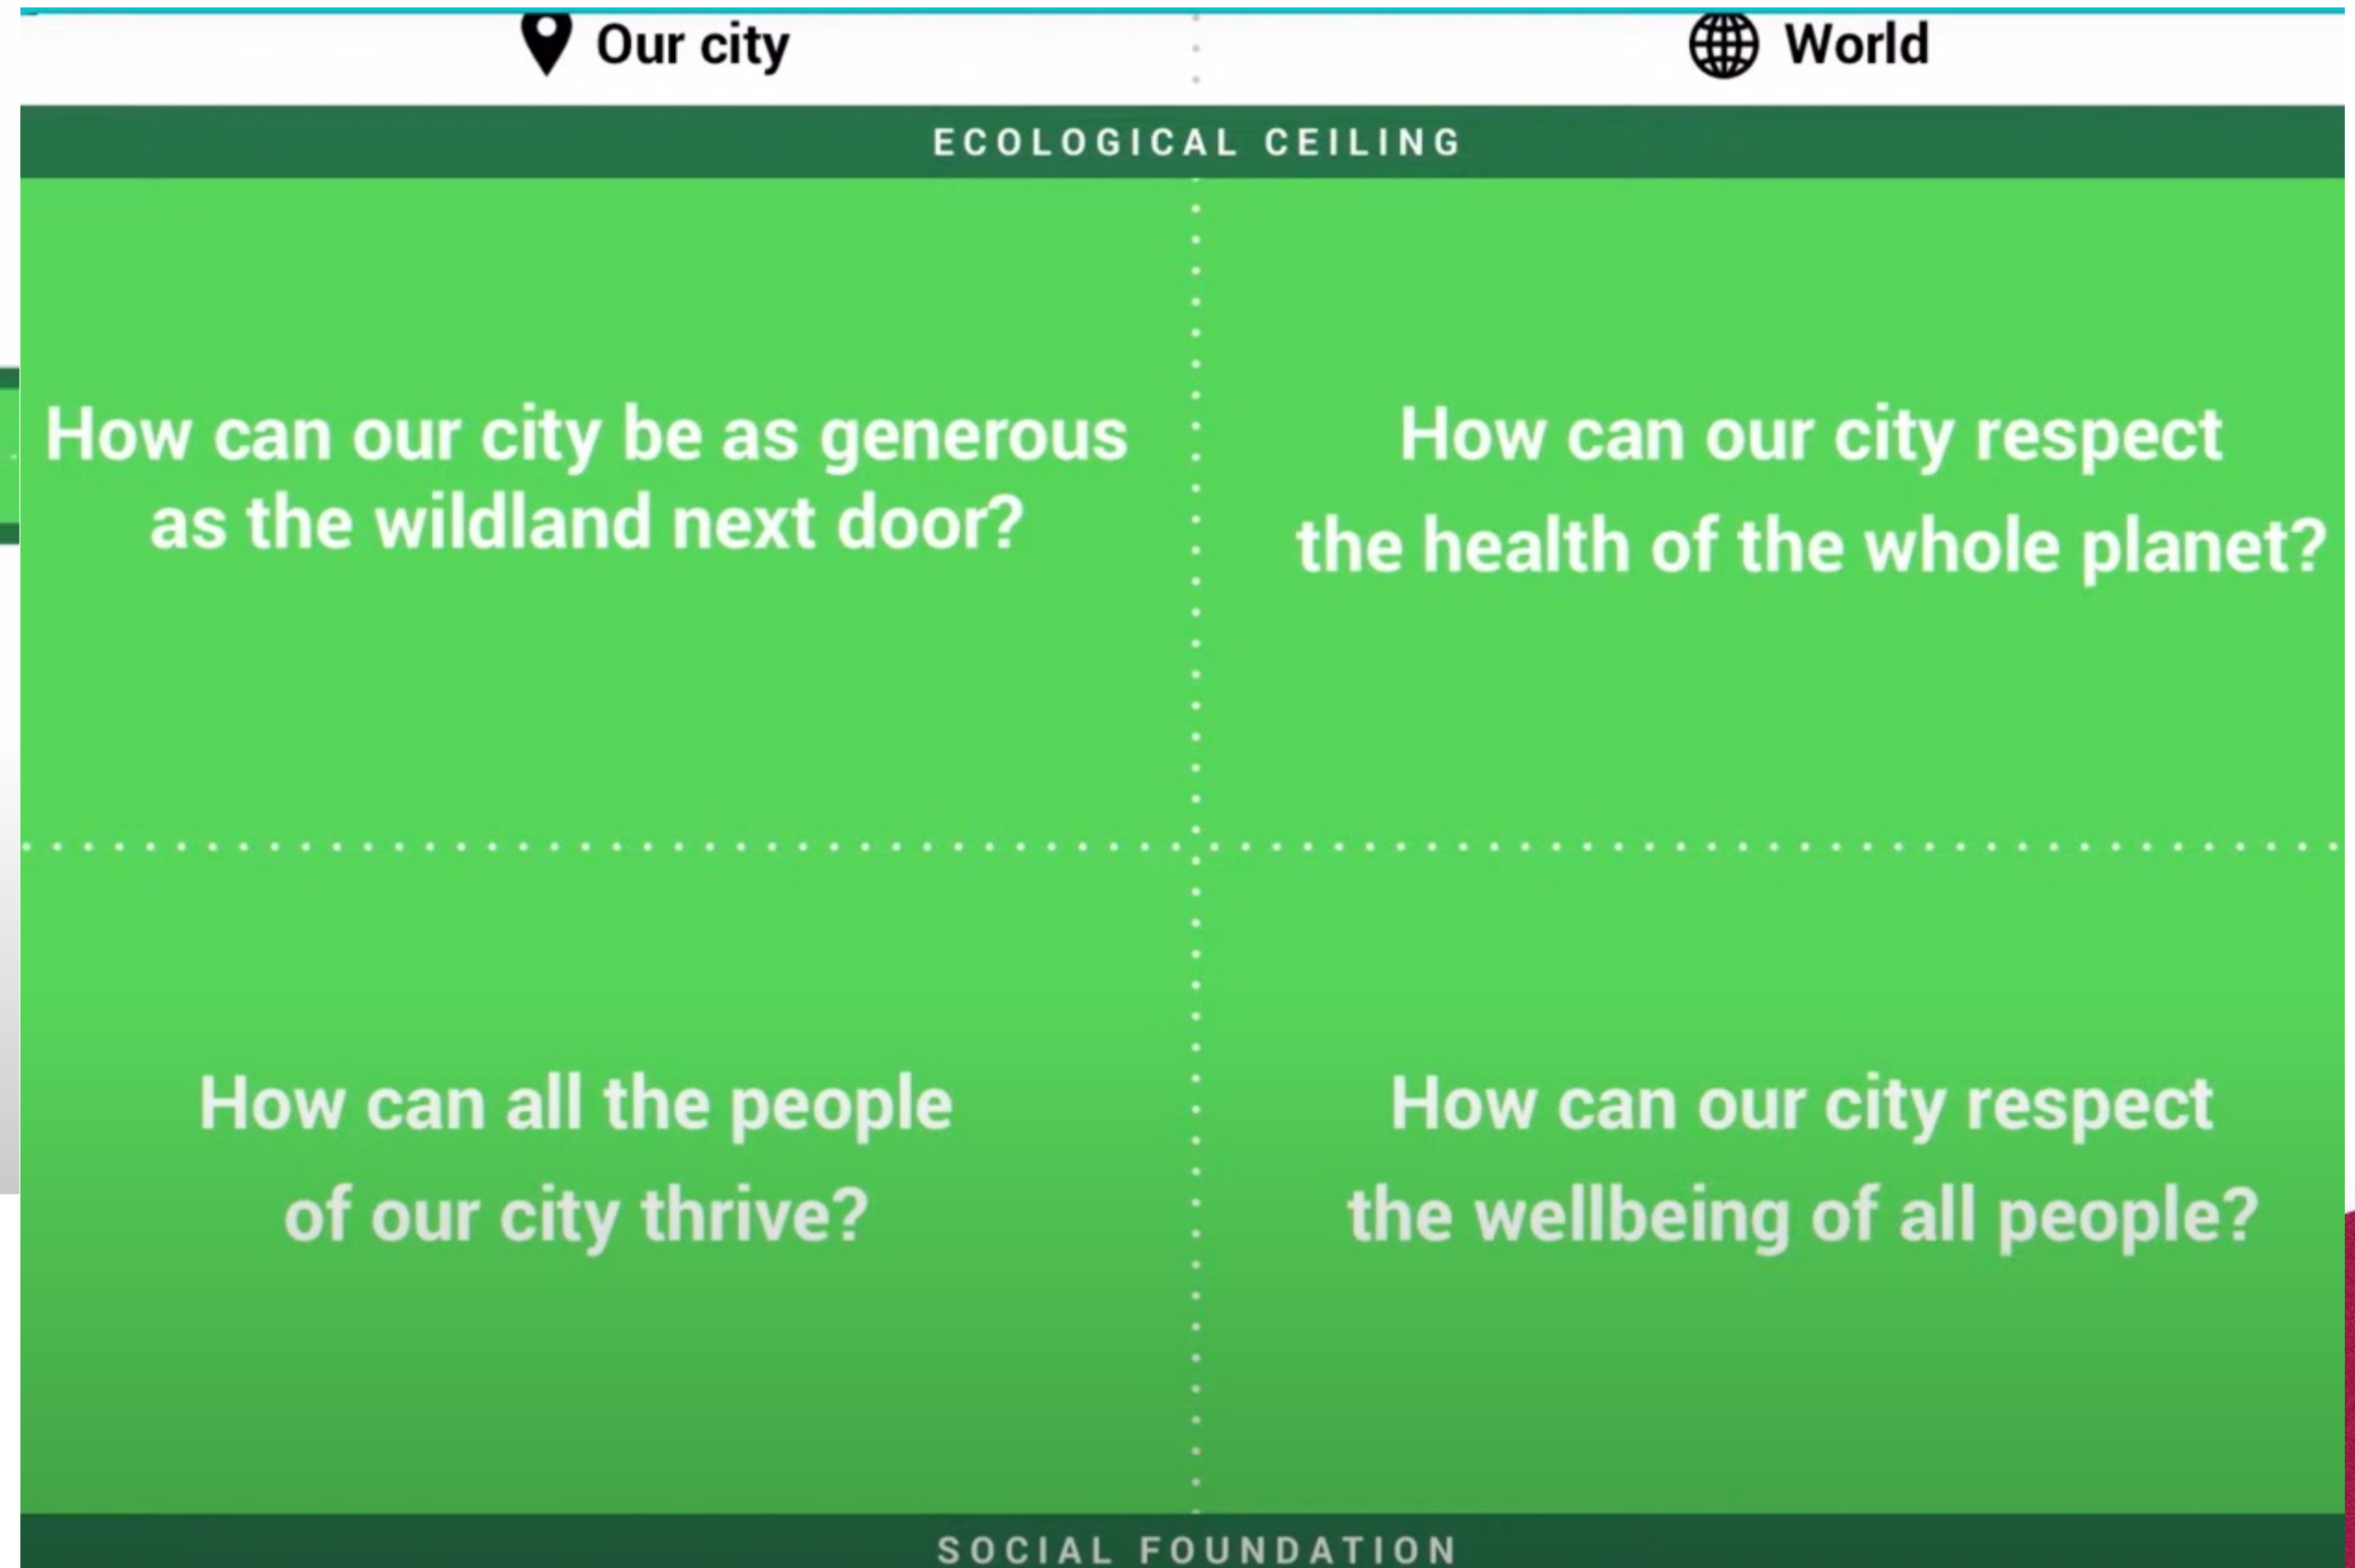 Our city
World
ECOLOGICAL CEILING
How can our city be as generous
as the wildland next door?
How can our city respect
the health of the whole planet?
How can all the people
of our city thrive?
How can our city respect
the wellbeing of all people?
SOCIAL FOUNDATION